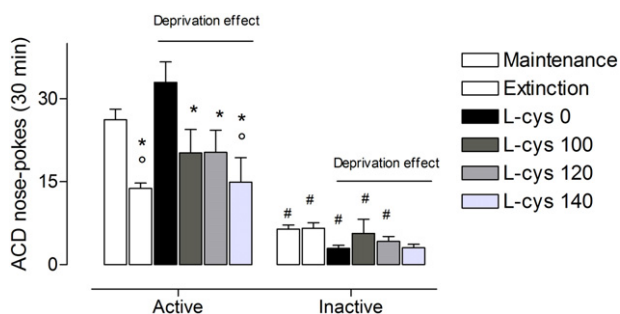 Deprivation effect
ACD nose-pokes (30 min)
30
15
0
*
°
*
*
*
°
Deprivation effect
#
#
#
#
#
Active
Inactive
Maintenance
Extinction
L-cys 0
L-cys 100
L-cys 120
L-cys 140